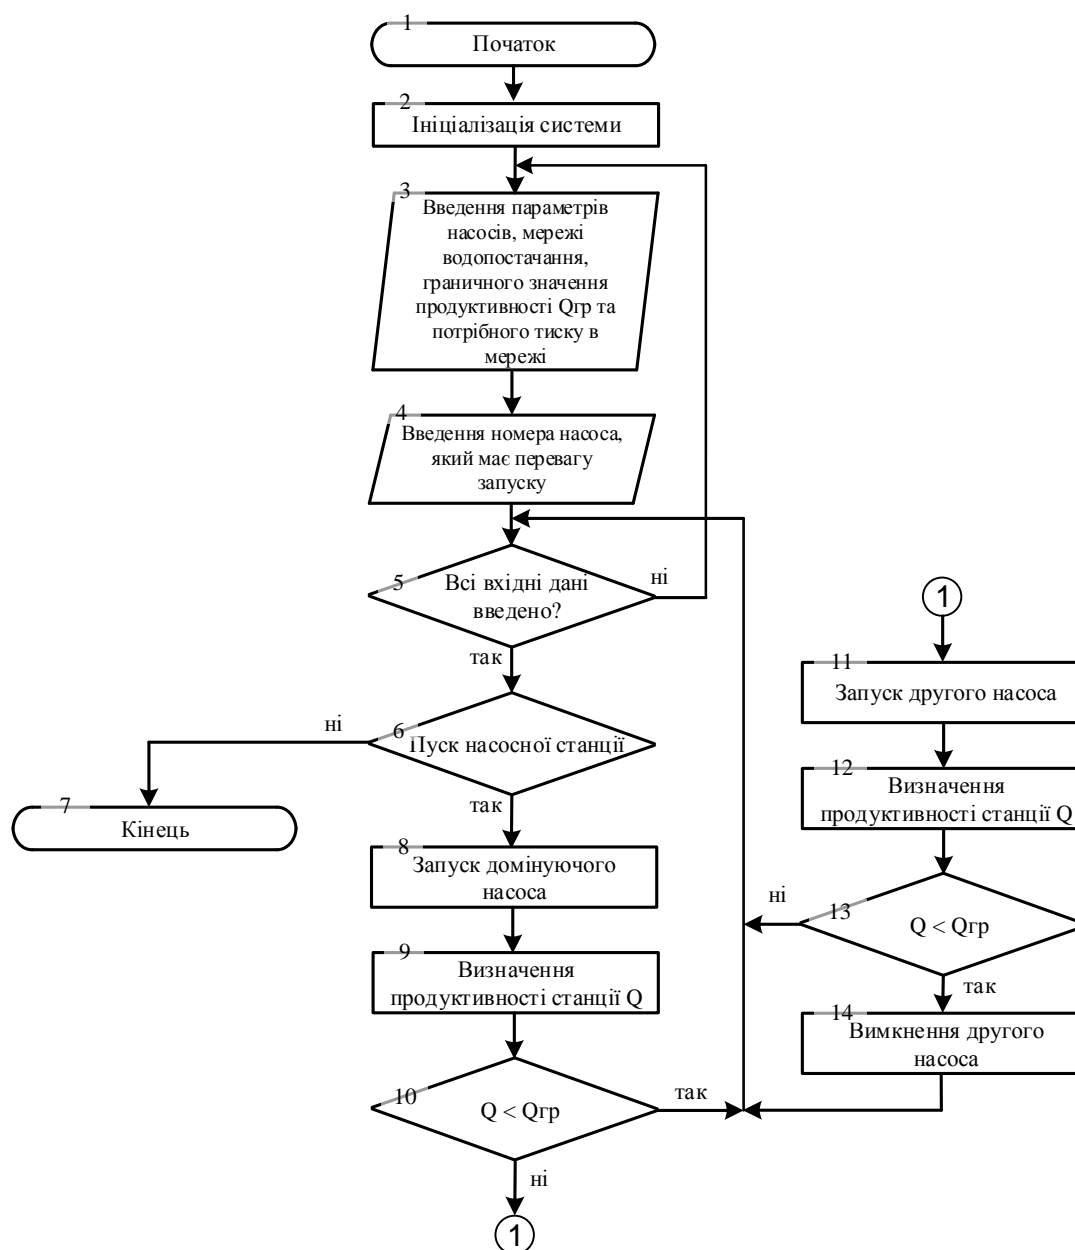 1
Початок
2
Ініціалізація системи
3
Введення параметрів
насосів, мережі
водопостачання,
граничного значення
продуктивності Qгр та
потрібного тиску в
мережі
4
Введення номера насоса,
який має перевагу
запуску
5
Всі вхідні дані
введено?
ні
так
6
Пуск насосної станції
ні
так
7
Кінець
8
Запуск домінуючого
насоса
9
Визначення
продуктивності станції Q
10
Q < Qгр
так
ні
1
1
11
Запуск другого насоса
12
Визначення
продуктивності станції Q
13
Q < Qгр
ні
так
14
Вимкнення другого
насоса